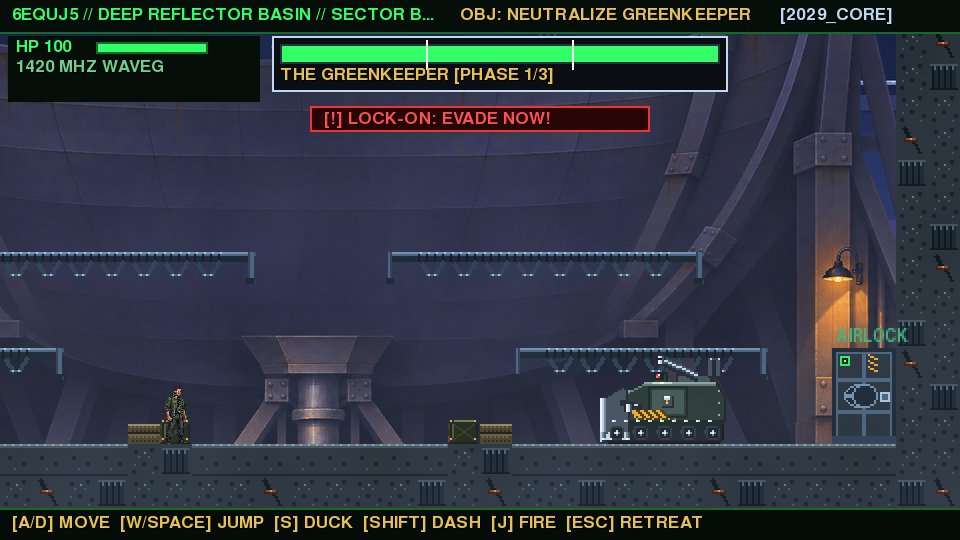 6EQUJ5 // DEEP REFLECTOR BASIN // SECTOR B... OBJ: NEUTRALIZE GREENKEEPER [2029_CORE]
HP 100
1420 MHZ WAVEG
THE GREENKEEPER [PHASE 1/3]
[!] LOCK-ON: EVADE NOW!
AIRLOCK
[A/D] MOVE [W/SPACE] JUMP [S] DUCK [SHIFT] DASH [J] FIRE [ESC] RETREAT